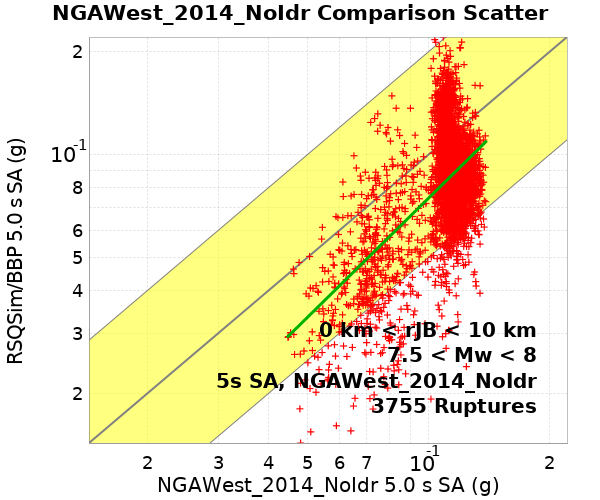 NGAWest_2014_NoIdr Comparison Scatter
RSQSim/BBP 5.0 s SA (g)
2
10-1
8
6
5
4
3
2
0 km < rJB < 10 km
7.5 < Mw < 8
5s SA, NGAWest_2014_NoIdr
3755 Ruptures
2 3 4 5 6 7 10-1 2
NGAWest_2014_NoIdr 5.0 s SA (g)